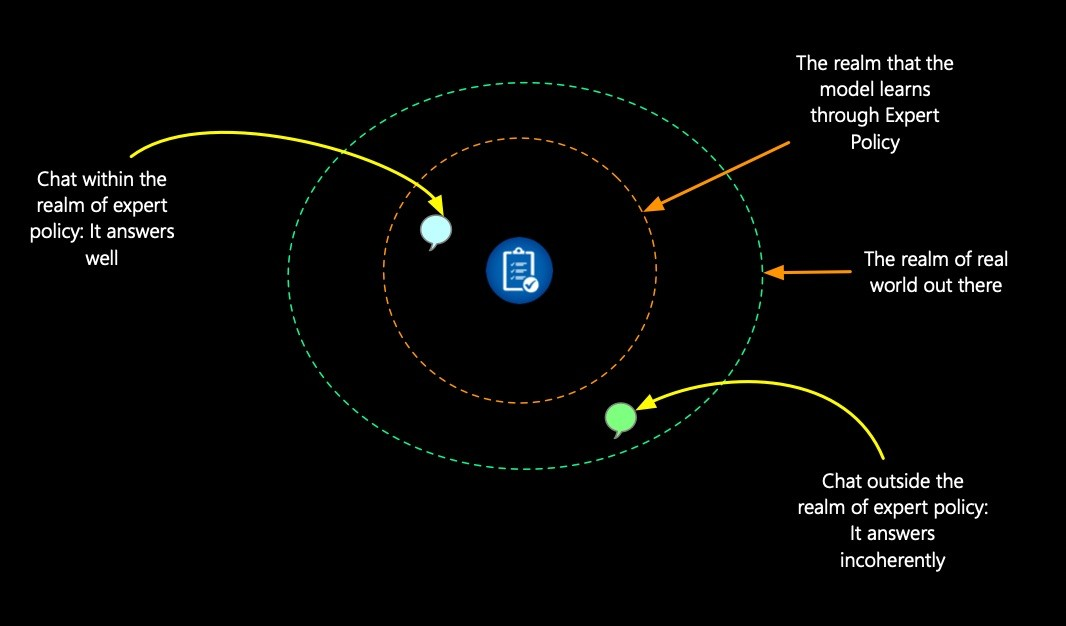 The realm that the
model learns
through Expert
Policy
Chat within the
realm of expert
policy: It answers
well
The realm of real
world out there
Chat outside the
realm of expert policy:
It answers
incoherently